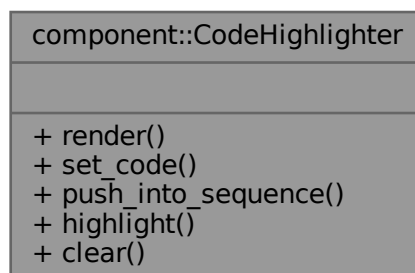 component::CodeHighlighter
+ render()
+ set_code()
+ push_into_sequence()
+ highlight()
+ clear()